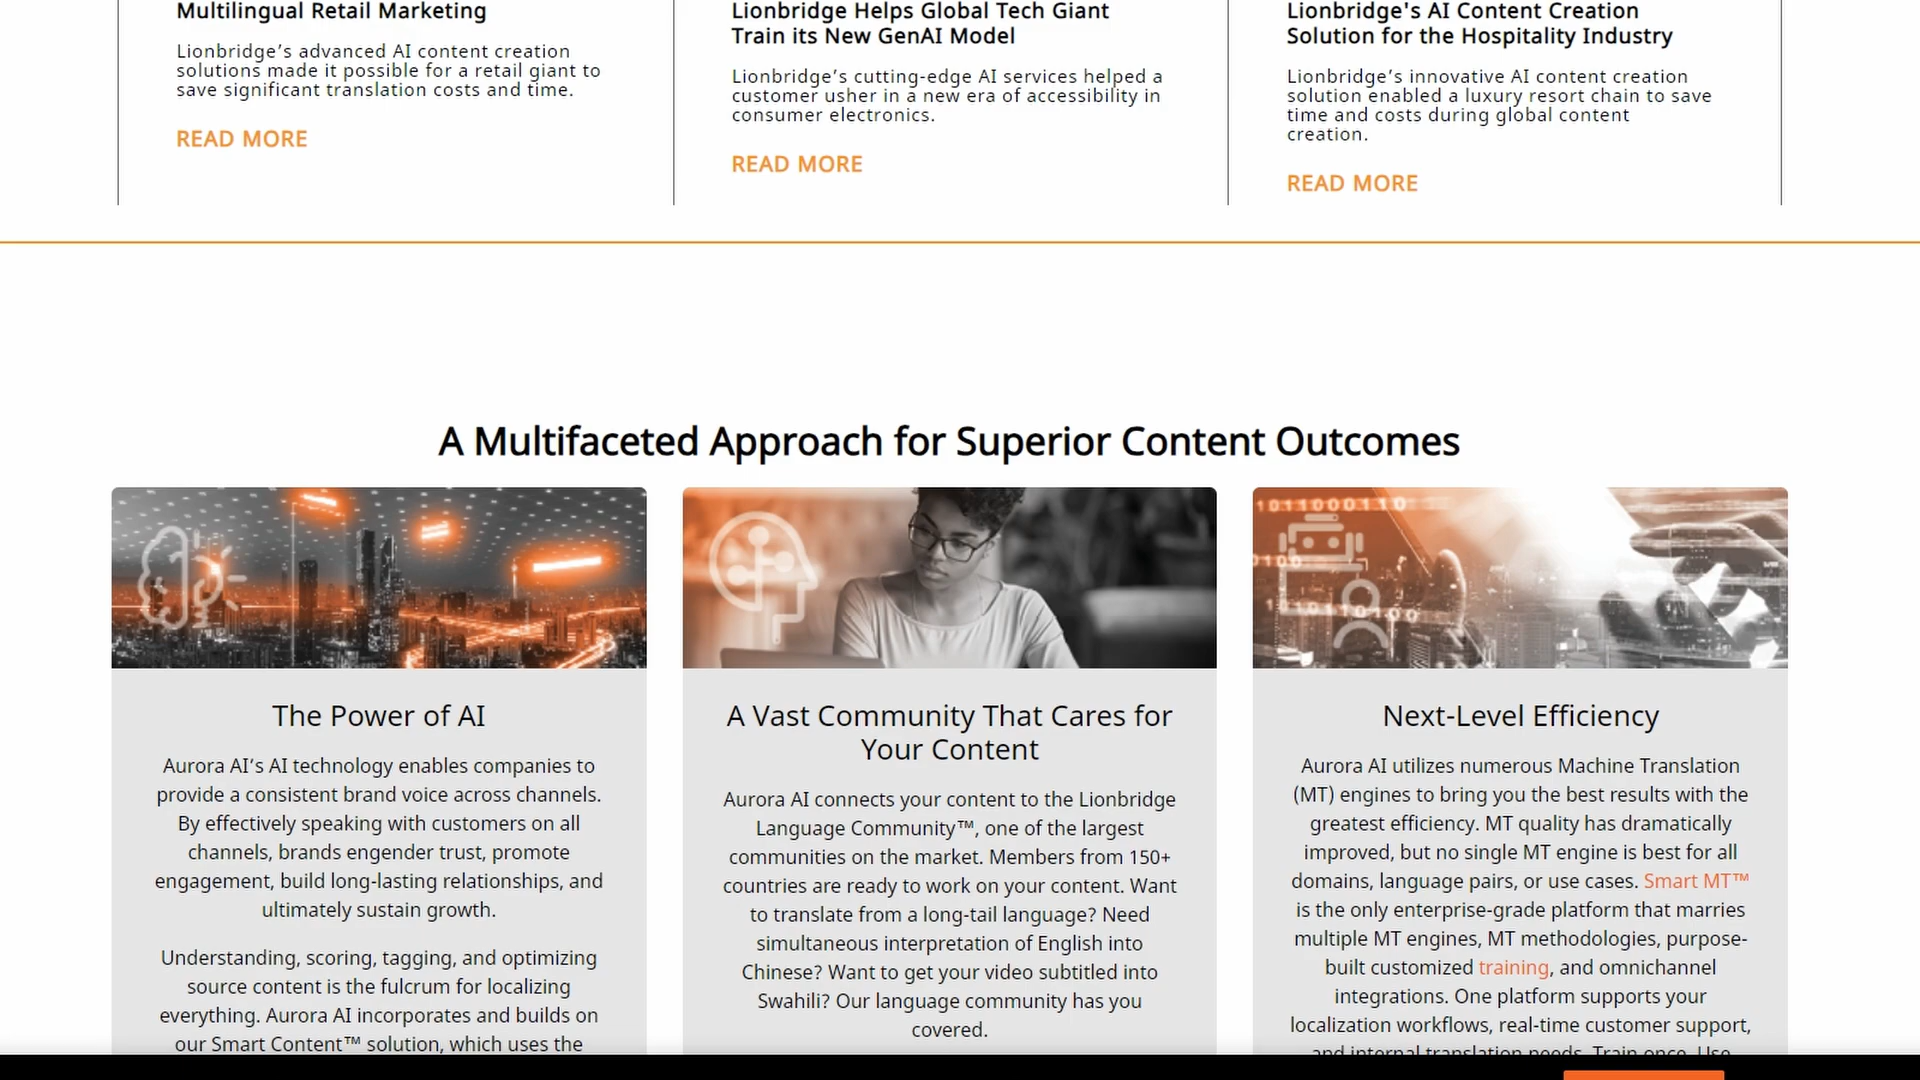 Multilingual Retail Marketing
Lionbridge’s advanced AI content creation
solutions made it possible for a retail giant to
save significant translation costs and time.
READ MORE
Lionbridge Helps Global Tech Giant
Train its New GenAI Model
Lionbridge’s cutting-edge AI services helped a
customer usher in a new era of accessibility in
consumer electronics.
READ MORE
Lionbridge's AI Content Creation
Solution for the Hospitality Industry
Lionbridge’s innovative AI content creation
solution enabled a luxury resort chain to save
time and costs during global content
creation.
READ MORE
A Multifaceted Approach for Superior Content Outcomes
The Power of AI
Aurora AI’s AI technology enables companies to
provide a consistent brand voice across channels.
By effectively speaking with customers on all
channels, brands engender trust, promote
engagement, build long-lasting relationships, and
ultimately sustain growth.
Understanding, scoring, tagging, and optimizing
source content is the fulcrum for localizing
everything. Aurora AI incorporates and builds on
our Smart Content™ solution, which uses the
A Vast Community That Cares for
Your Content
Aurora AI connects your content to the Lionbridge
Language Community™, one of the largest
communities on the market. Members from 150+
countries are ready to work on your content. Want
to translate from a long-tail language? Need
simultaneous interpretation of English into
Chinese? Want to get your video subtitled into
Swahili? Our language community has you
covered.
1011000110
0100
1010110100
Next-Level Efficiency
Aurora AI utilizes numerous Machine Translation
(MT) engines to bring you the best results with the
greatest efficiency. MT quality has dramatically
improved, but no single MT engine is best for all
domains, language pairs, or use cases. Smart MT™
is the only enterprise-grade platform that marries
multiple MT engines, MT methodologies, purpose-
built customized training, and omnichannel
integrations. One platform supports your
localization workflows, real-time customer support,
and internal translation needs. Train once. Use